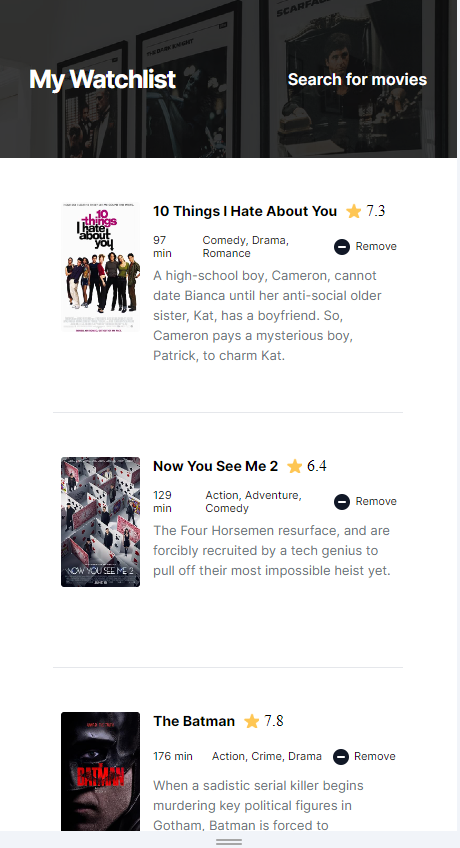 SCARFACE
THE DARK KNIGHT
My Watchlist
Search for movies
10 Things I Hate About You 7.3
97 min
Comedy, Drama, Romance
Remove
10
things
I hate
about
you
A high-school boy, Cameron, cannot
date Bianca until her anti-social older
sister, Kat, has a boyfriend. So,
Cameron pays a mysterious boy,
Patrick, to charm Kat.
Now You See Me 2 6.4
129 min
Action, Adventure, Comedy
Remove
NOW YOU SEE ME 2
The Four Horsemen resurface, and are
forcibly recruited by a tech genius to
pull off their most impossible heist yet.
The Batman 7.8
176 min Action, Crime, Drama Remove
BATMAN
When a sadistic serial killer begins
murdering key political figures in
Gotham, Batman is forced to